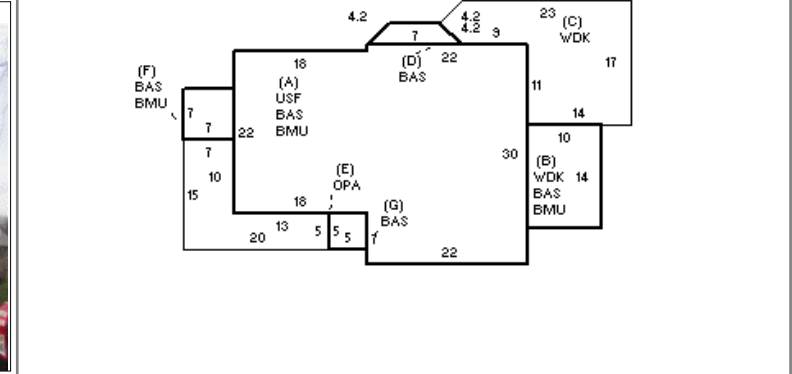 4.2
4.2
4.2
23
(C)
WDK
7
9
(D)
BAS
22
18
17
(F)
BAS
BMU
(A)
USF
BAS
BMU
11
7
14
7
22
10
7
30
(B)
WDK 14
BAS
BMU
(E)
OPA
10
15
18
(G)
BAS
13
5
5
5
7
20
22